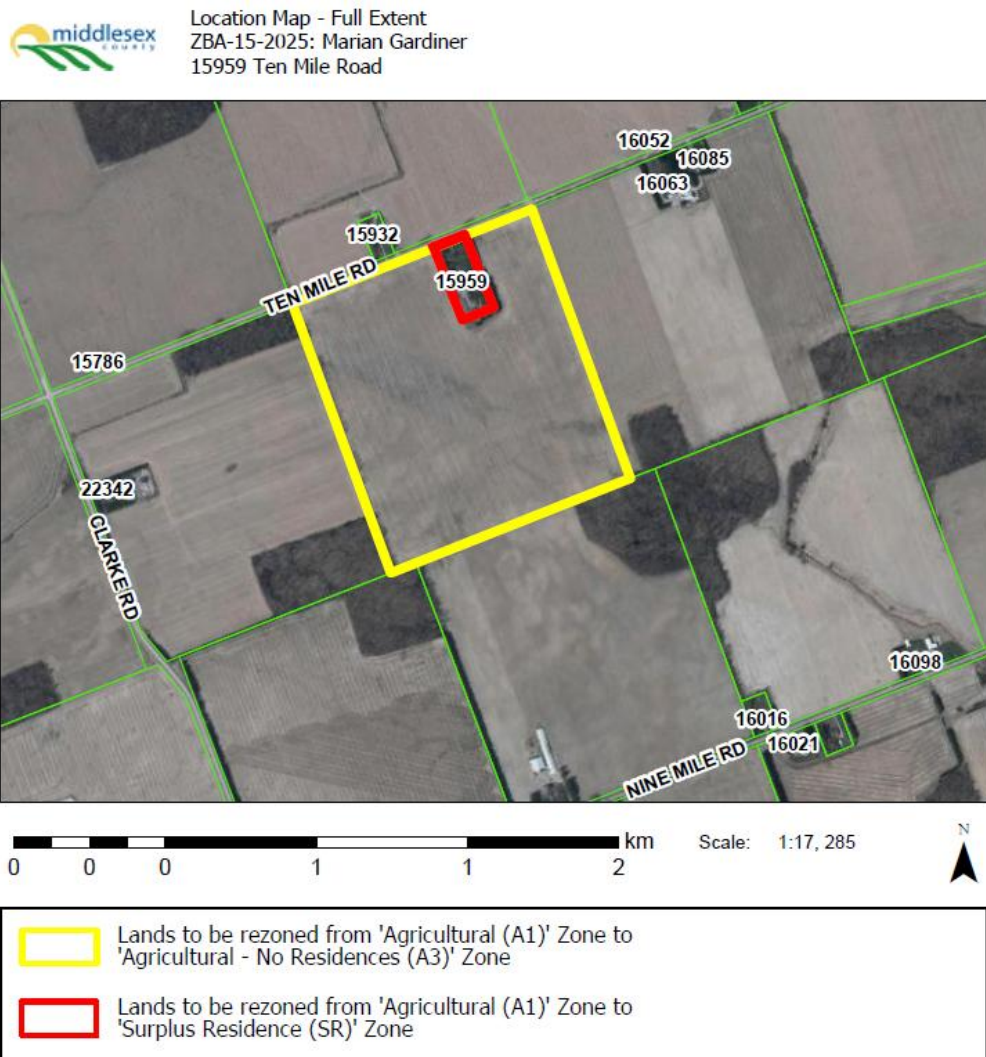 middlesex
county
Location Map - Full Extent
ZBA-15-2025: Marian Gardiner
15959 Ten Mile Road
16052
16085
16063
15932
15959
TEN MILE RD
15786
22342
CLARKE RD
16098
16016
16021
NINE MILE RD
km
Scale: 1:17, 285
N
0 0 0 1 1 2
Lands to be rezoned from 'Agricultural (A1)' Zone to
'Agricultural - No Residences (A3)' Zone
Lands to be rezoned from 'Agricultural (A1)' Zone to
'Surplus Residence (SR)' Zone